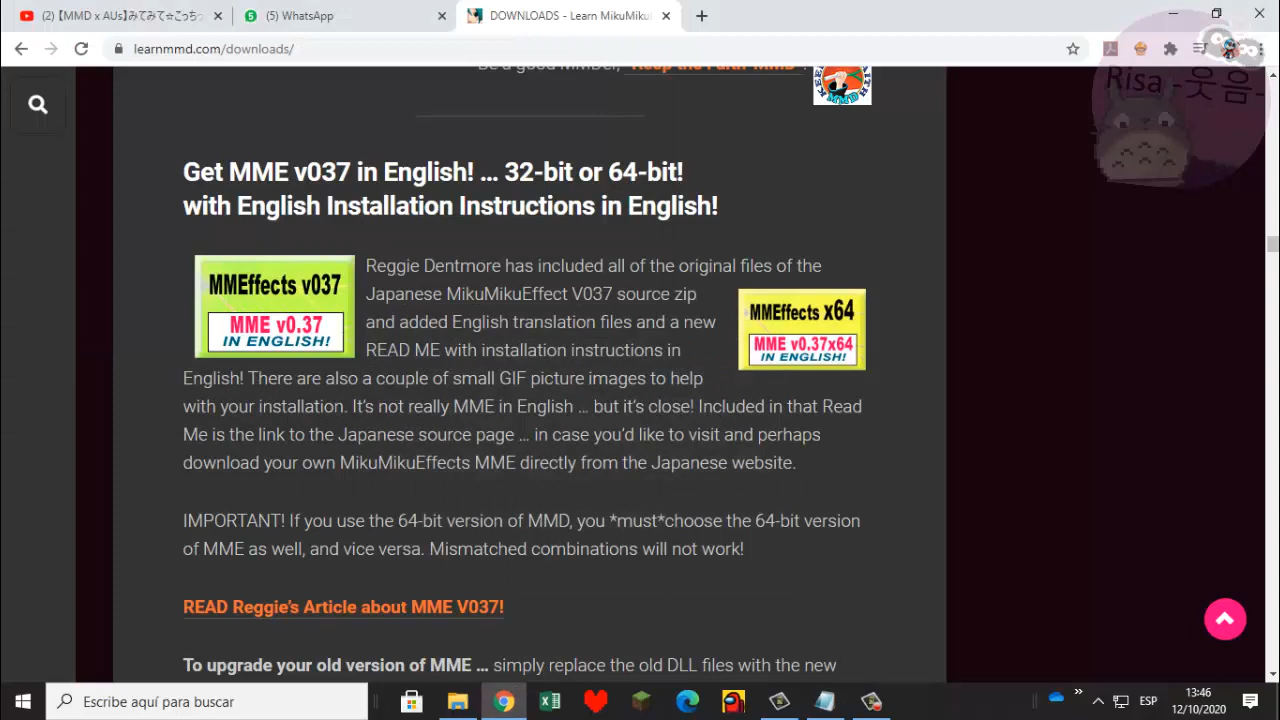 (2)【MMD x AUs】みてみて☆こっちっ
(5) WhatsApp
DOWNLOADS - Learn MikuMiku
learnmmd.com/downloads/
Be a good MMDer, "Keep the Faith MMD" !
MMD
Risa -웃음-
Get MME v037 in English! ... 32-bit or 64-bit!
with English Installation Instructions in English!
MMEffects v037
MME v0.37
IN ENGLISH!
MMEffects x64
MME v0.37x64
IN ENGLISH!
Reggie Dentmore has included all of the original files of the
Japanese MikuMikuEffect V037 source zip
and added English translation files and a new
READ ME with installation instructions in
English! There are also a couple of small GIF picture images to help
with your installation. It's not really MME in English ... but it's close! Included in that Read
Me is the link to the Japanese source page ... in case you'd like to visit and perhaps
download your own MikuMikuEffects MME directly from the Japanese website.
IMPORTANT! If you use the 64-bit version of MMD, you *must*choose the 64-bit version
of MME as well, and vice versa. Mismatched combinations will not work!
READ Reggie's Article about MME V037!
To upgrade your old version of MME ... simply replace the old DLL files with the new
Escribe aquí para buscar
ESP
13:46
12/10/2020